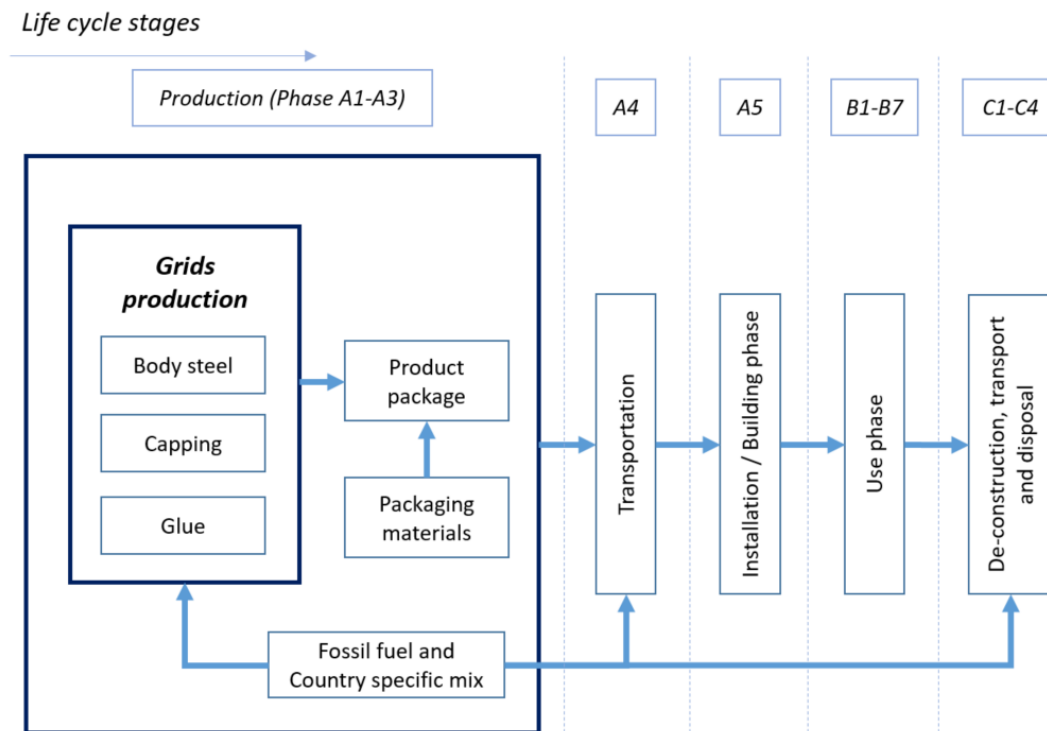 Life cycle stages
Production (Phase A1-A3)
A4
A5
B1-B7
C1-C4
Grids
production
Body steel
Capping
Glue
Product
package
Packaging
materials
Fossil fuel and
Country specific mix
Transportation
Installation / Building phase
Use phase
De-construction, transport
and disposal